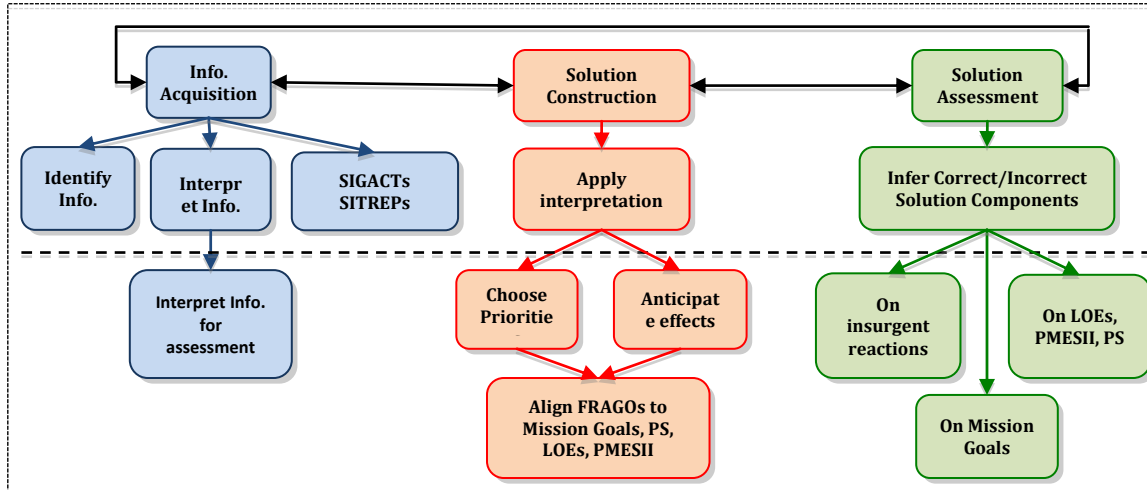 Info.
Acquisition
Solution
Construction
Solution
Assessment
Identify
Info.
Interpr
et Info.
SIGACTs
SITREPs
Apply
interpretation
Infer Correct/Incorrect
Solution Components
Interpret Info.
for
assessment
Choose
Prioritie
Anticipat
e effects
On
insurgent
reactions
On LOEs,
PMESII, PS
Align FRAGOs to
Mission Goals, PS,
LOEs, PMESII
On Mission
Goals